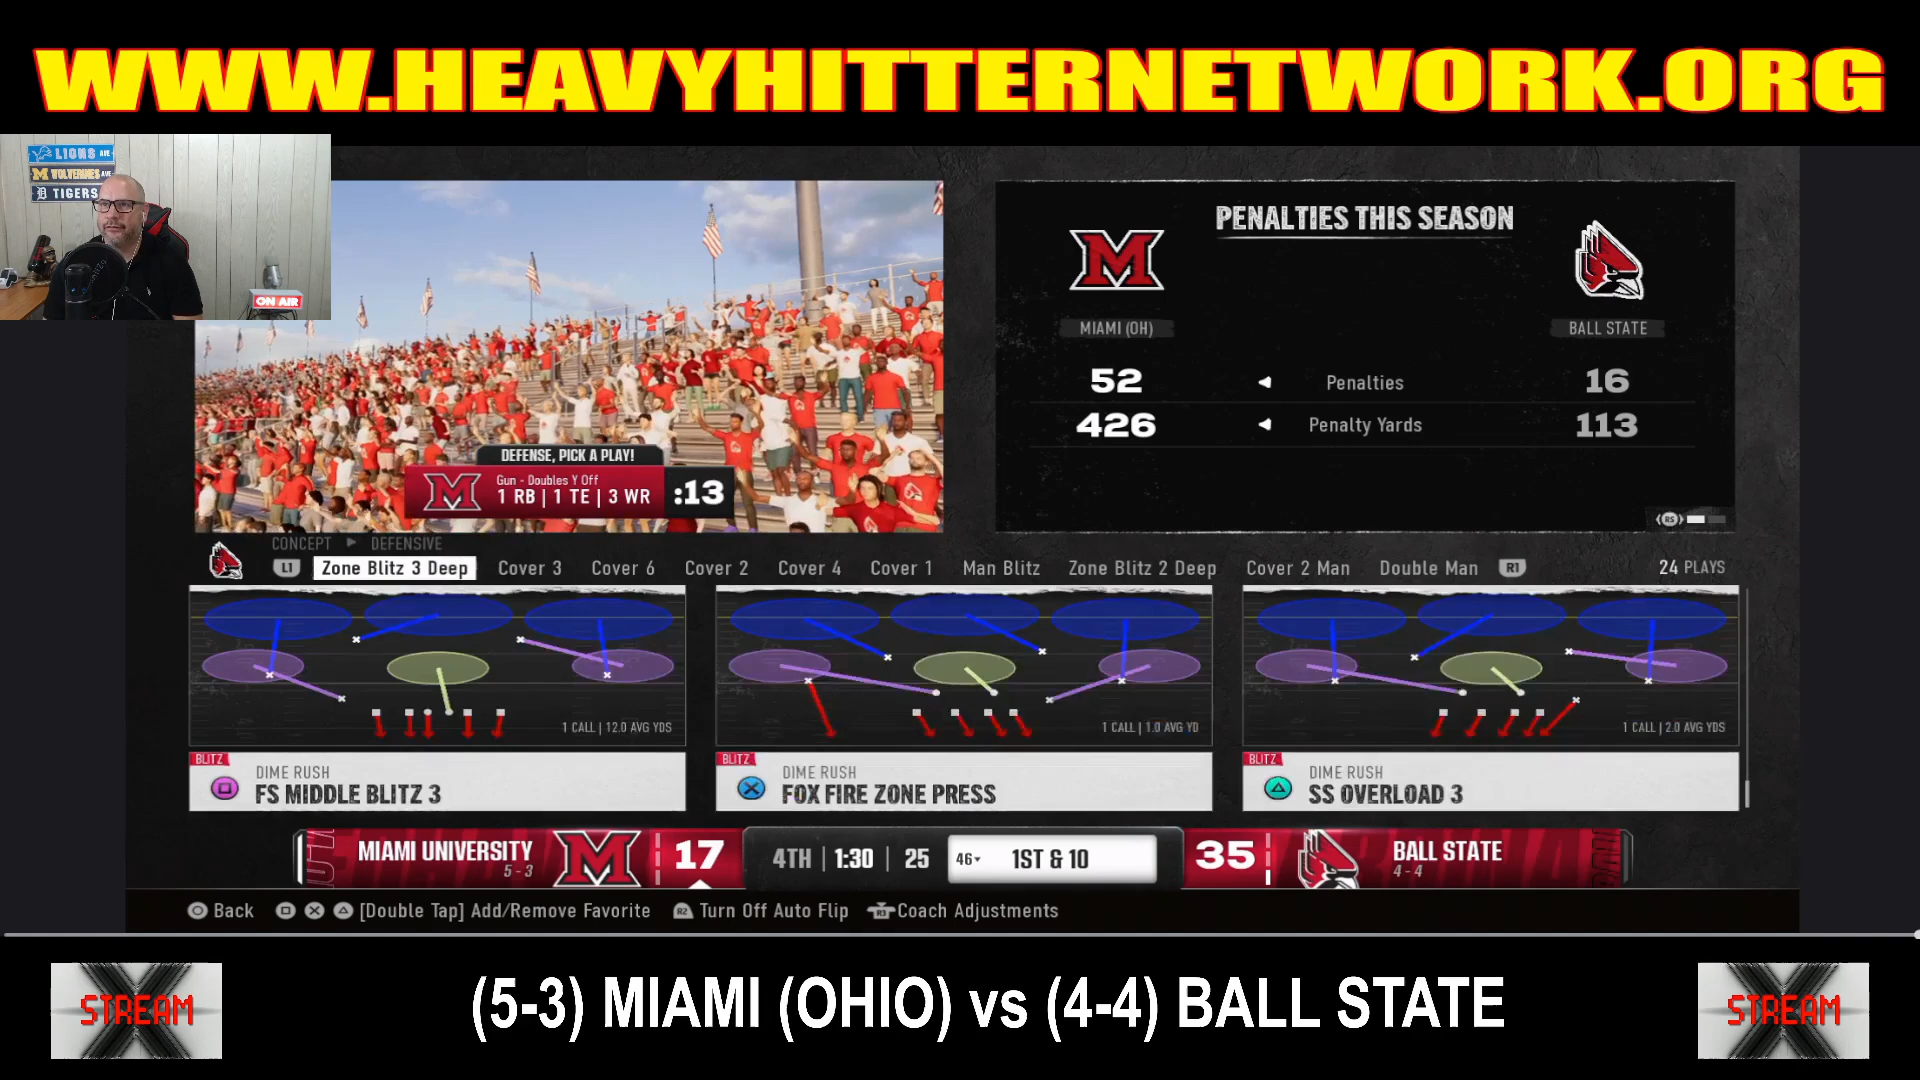 WWW.HEAVYHITTERNETWORK.ORG
LIONS AVE
M WOLVERINES AVE
D TIGERS
ON AIR
PENALTIES THIS SEASON
MIAMI (OH)
BALL STATE
52 Penalties 16
426 Penalty Yards 113
RS
DEFENSE, PICK A PLAY!
Gun - Doubles Y Off
1 RB | 1 TE | 3 WR
:13
CONCEPT DEFENSIVE
L1 Zone Blitz 3 Deep Cover 3 Cover 6 Cover 2 Cover 4 Cover 1 Man Blitz Zone Blitz 2 Deep Cover 2 Man Double Man R1 24 PLAYS
1 CALL | 12.0 AVG YDS
1 CALL | 1.0 AVG YD
1 CALL | 2.0 AVG YDS
BLITZ
DIME RUSH
FS MIDDLE BLITZ 3
BLITZ
DIME RUSH
FOX FIRE ZONE PRESS
BLITZ
DIME RUSH
SS OVERLOAD 3
MIAMI UNIVERSITY
5-3
M
17
4TH | 1:30 | 25
46 1ST & 10
35
BALL STATE
4-4
Back [Double Tap] Add/Remove Favorite R2 Turn Off Auto Flip R3 Coach Adjustments
X STREAM
(5-3) MIAMI (OHIO) vs (4-4) BALL STATE
X STREAM